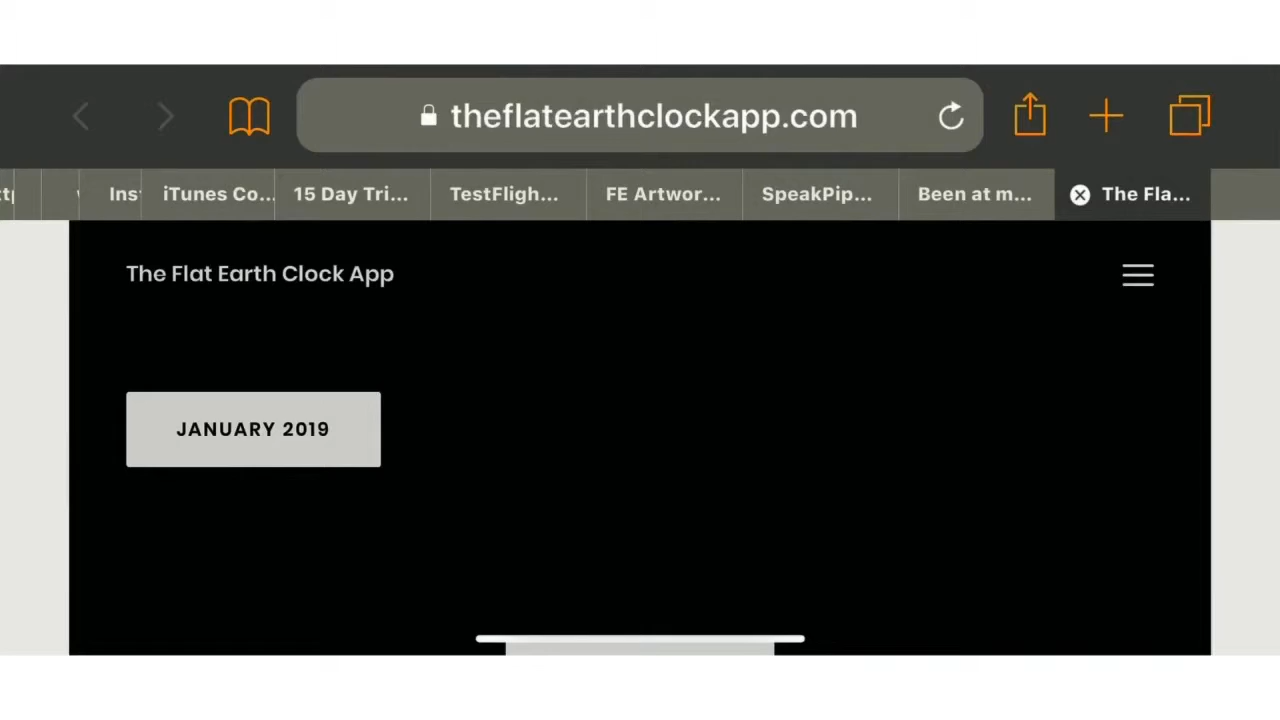 theflatearthclockapp.com
Inst iTunes Co... 15 Day Tri... TestFligh... FE Artwor... SpeakPip... Been at m... The Fla...
The Flat Earth Clock App
JANUARY 2019